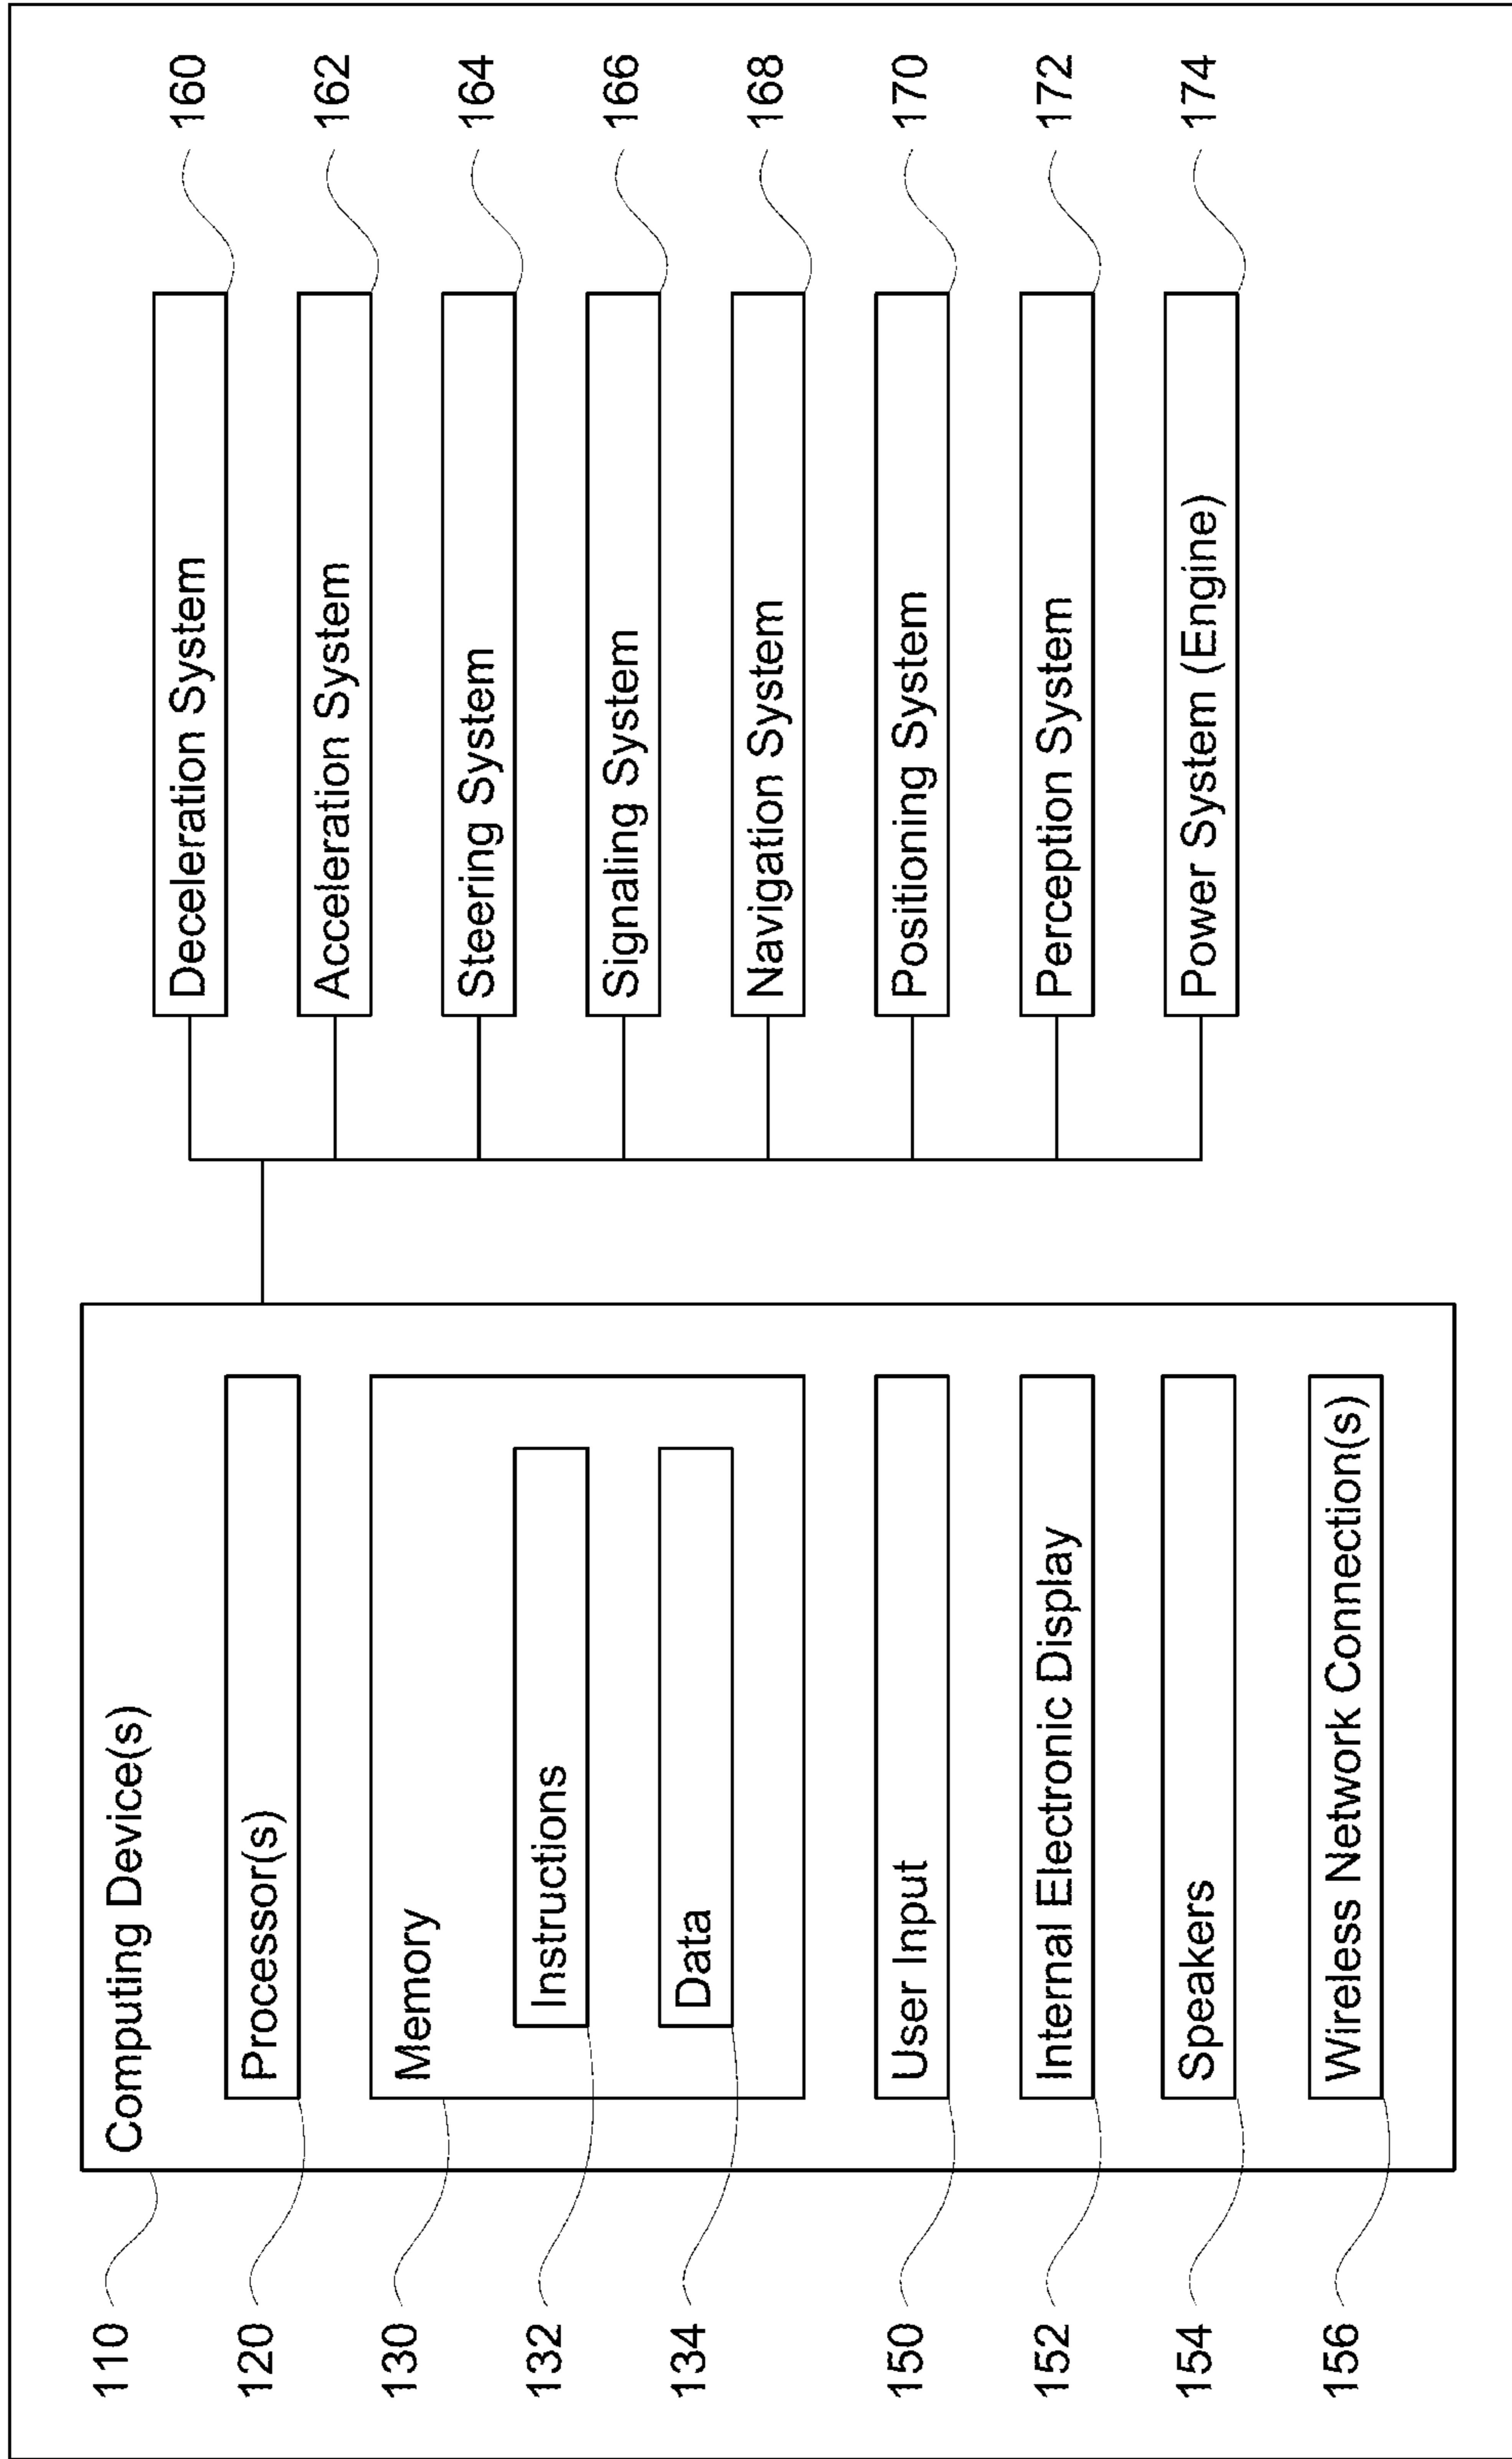 110
Computing Device(s)
120
Processor(s)
130
Memory
132
Instructions
134
Data
150
User Input
152
Internal Electronic Display
154
Speakers
156
Wireless Network Connection(s)
Deceleration System
160
Acceleration System
162
Steering System
164
Signaling System
166
Navigation System
168
Positioning System
170
Perception System
172
Power System (Engine)
174